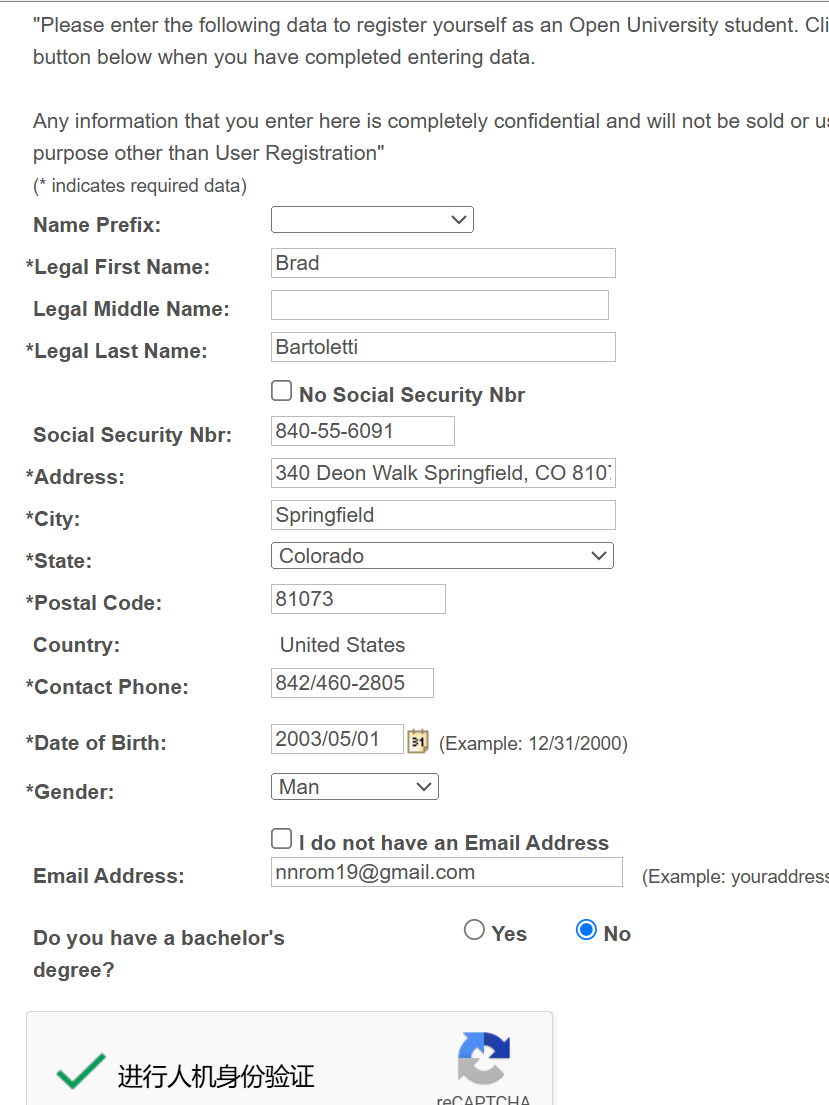 "Please enter the following data to register yourself as an Open University student. Cli
button below when you have completed entering data.
Any information that you enter here is completely confidential and will not be sold or us
purpose other than User Registration"
(* indicates required data)
Name Prefix:
*Legal First Name: Brad
Legal Middle Name:
*Legal Last Name: Bartoletti
No Social Security Nbr
Social Security Nbr: 840-55-6091
*Address: 340 Deon Walk Springfield, CO 8107
*City: Springfield
*State: Colorado
*Postal Code: 81073
Country: United States
*Contact Phone: 842/460-2805
*Date of Birth: 2003/05/01 31 (Example: 12/31/2000)
*Gender: Man
I do not have an Email Address
Email Address: nnrom19@gmail.com (Example: youraddress
Do you have a bachelor's Yes No
degree?
进行人机身份验证
reCAPTCHA